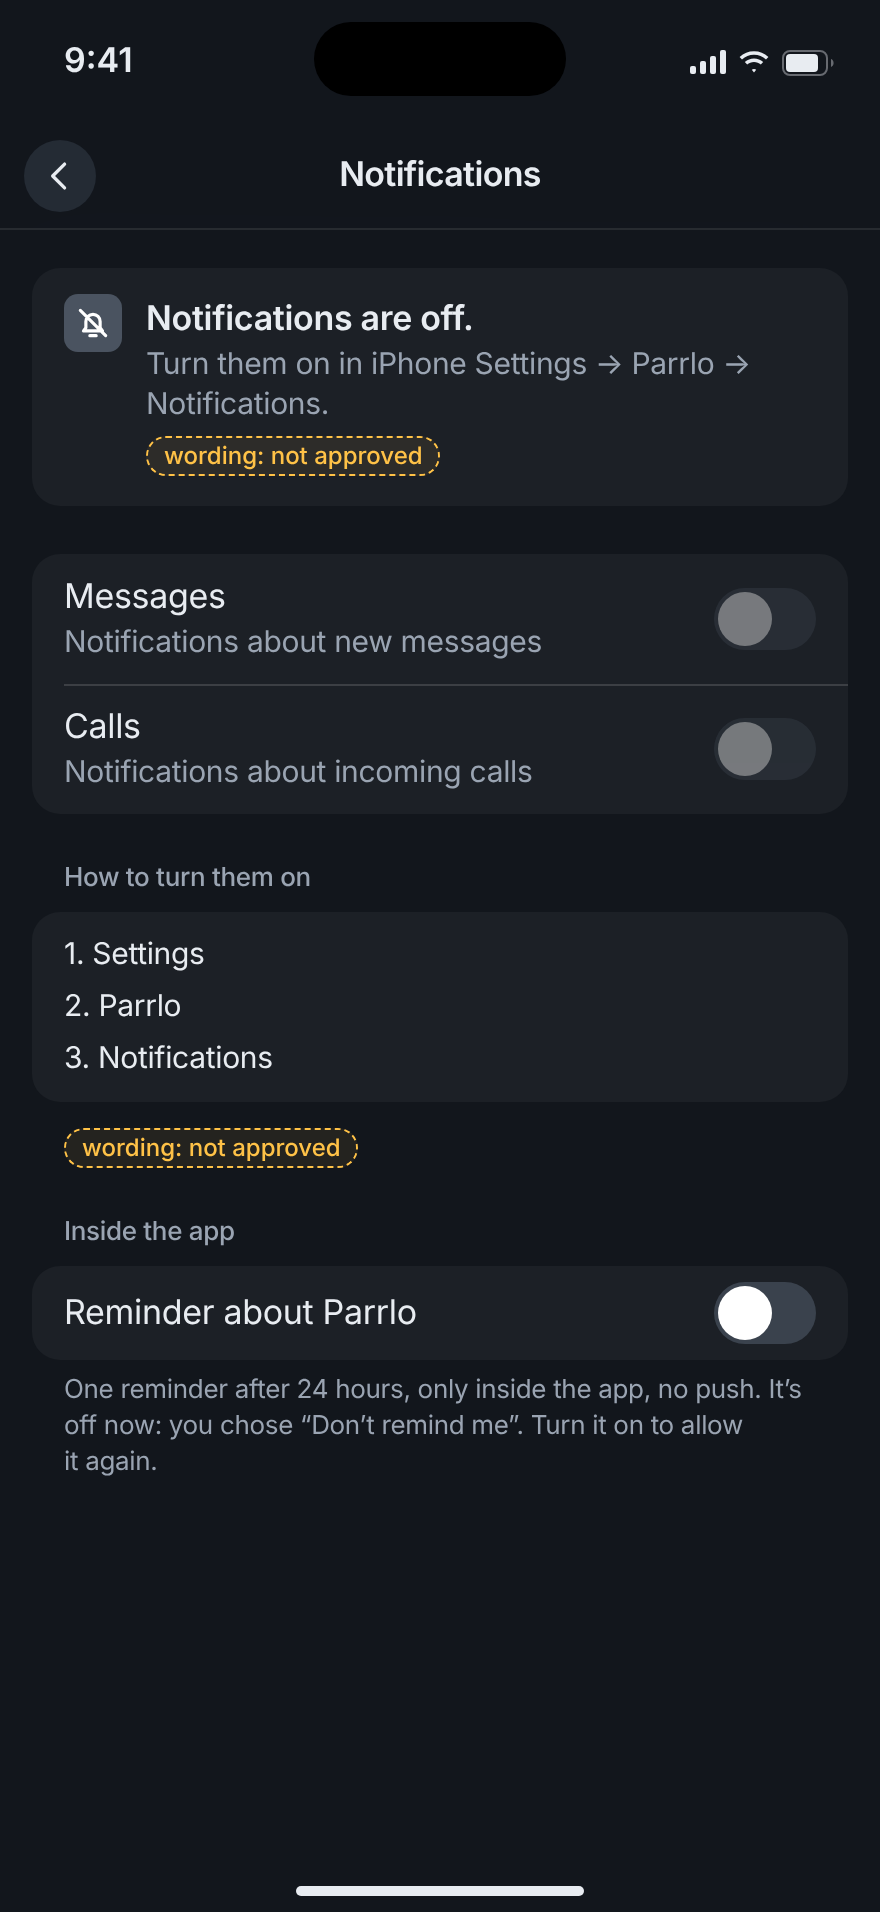 9:41
Notifications
Notifications are off.
Turn them on in iPhone Settings → Parrlo →
Notifications.
wording: not approved
Messages
Notifications about new messages
Calls
Notifications about incoming calls
How to turn them on
1. Settings
2. Parrlo
3. Notifications
wording: not approved
Inside the app
Reminder about Parrlo
One reminder after 24 hours, only inside the app, no push. It’s
off now: you chose “Don’t remind me”. Turn it on to allow
it again.